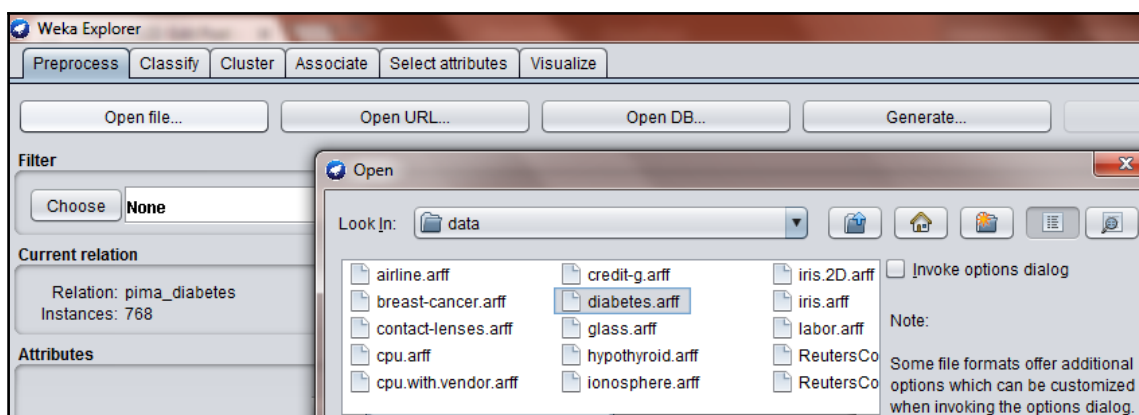 Weka Explorer
Preprocess Classify Cluster Associate Select attributes Visualize
Open file... Open URL... Open DB... Generate...
Filter
Choose None
Current relation
Relation: pima_diabetes
Instances: 768
Attributes
Open
Look In: data
airline.arff credit-g.arff iris.2D.arff
breast-cancer.arff diabetes.arff iris.arff
contact-lenses.arff glass.arff labor.arff
cpu.arff hypothyroid.arff ReutersCo
cpu.with.vendor.arff ionosphere.arff ReutersCo
Invoke options dialog
Note:
Some file formats offer additional
options which can be customized
when invoking the options dialog.